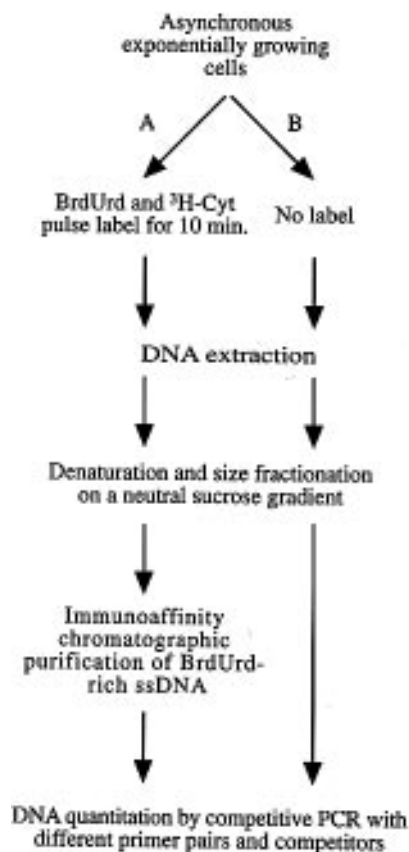 Asynchronous
exponentially growing
cells
A
B
BrdUrd and ³H-Cyt
pulse label for 10 min.
No label
DNA extraction
Denaturation and size fractionation
on a neutral sucrose gradient
Immunoaffinity
chromatographic
purification of BrdUrd-
rich ssDNA
DNA quantitation by competitive PCR with
different primer pairs and competitors